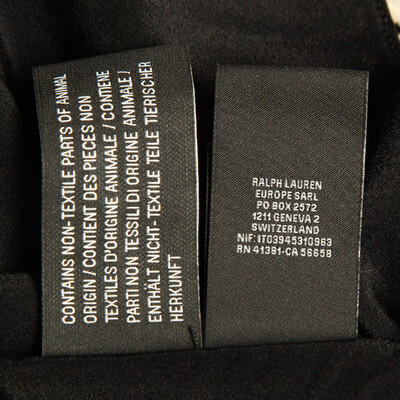 CONTAINS NON-TEXTILE PARTS OF ANIMAL
ORIGIN / CONTIENT DES PIECES NON
TEXTILES D'ORIGINE ANIMALE / CONTIENE
PARTI NON TESSILI DI ORIGINE ANIMALE /
ENTHÄLT NICHT- TEXTILE TEILE TIERISCHER
HERKUNFT
RALPH LAUREN
EUROPE SARL
PO BOX 2572
1211 GENEVA 2
SWITZERLAND
NIF: IT03945310963
RN 41381-CA 56658